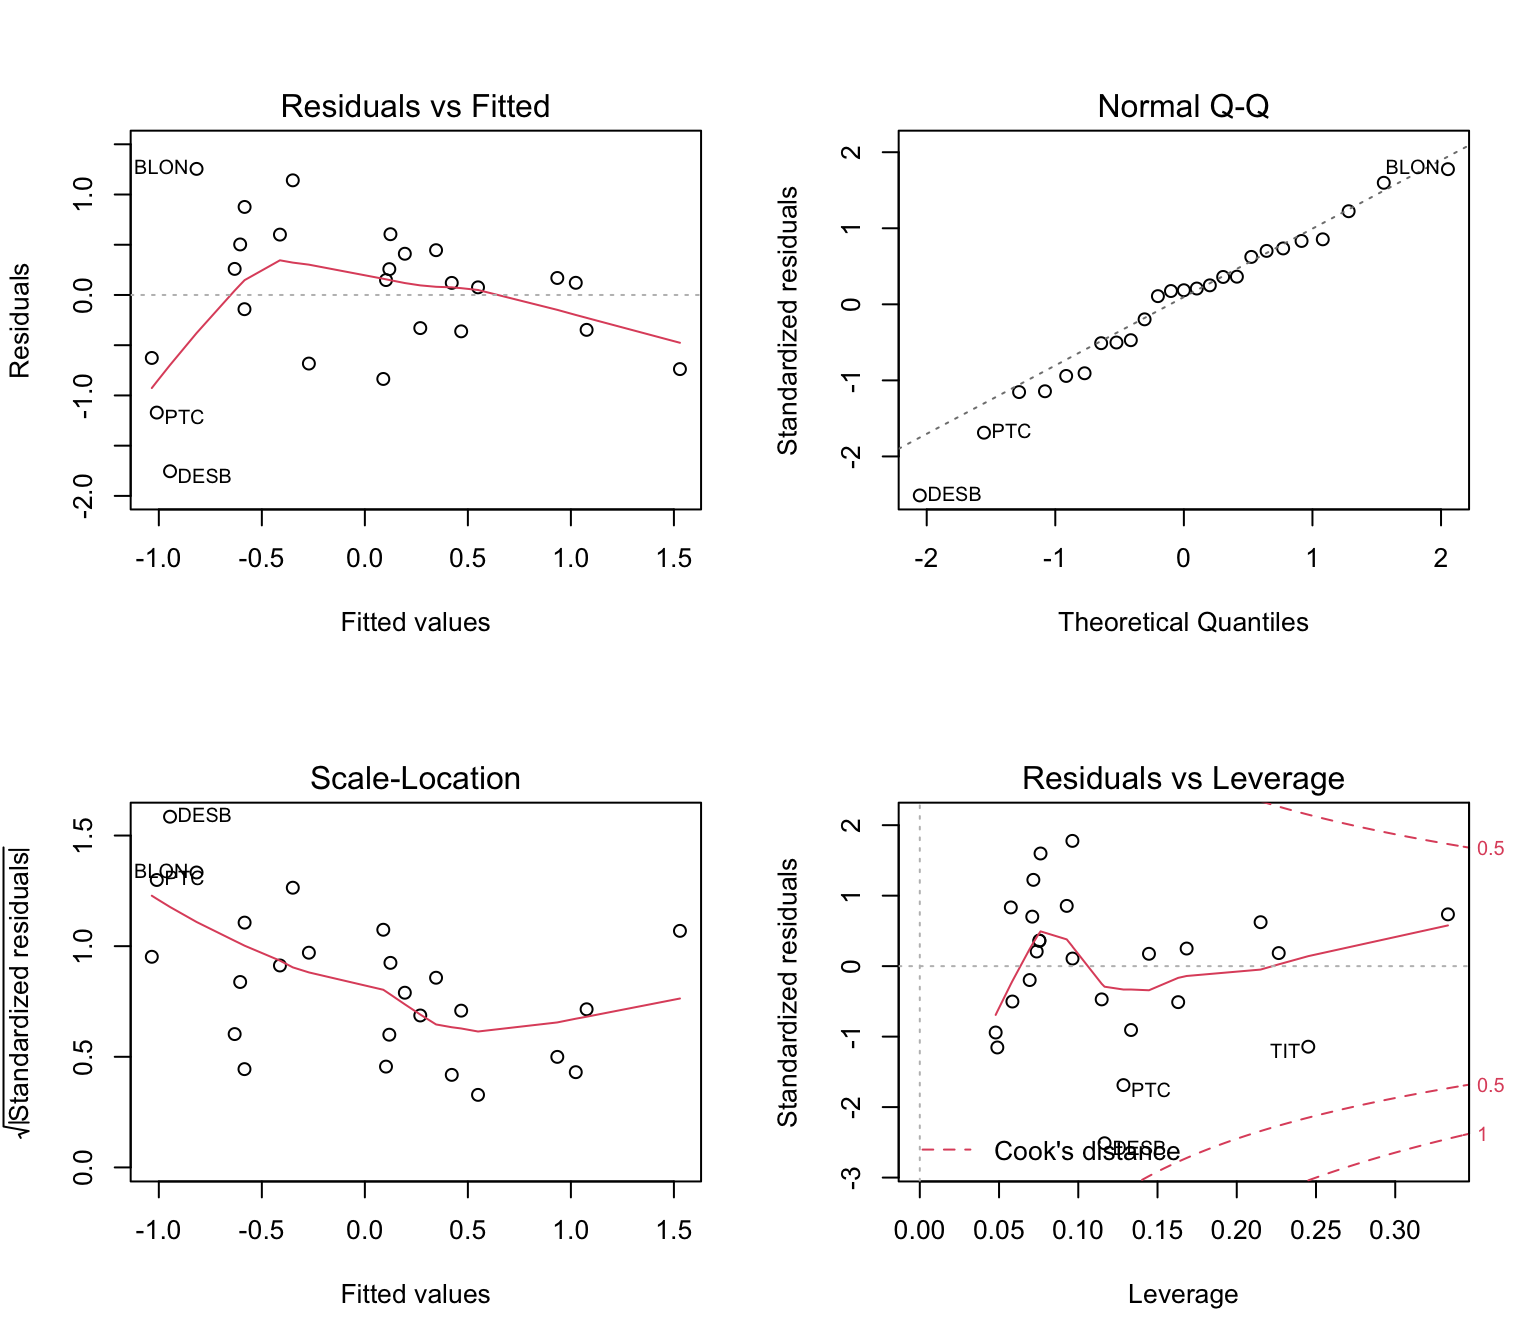 Residuals vs Fitted
Residuals
-2.0 -1.0 0.0 1.0
BLON
PTC
DESB
-1.0 -0.5 0.0 0.5 1.0 1.5
Fitted values
Normal Q-Q
Standardized residuals
-2 -1 0 1 2
BLON
PTC
DESB
-2 -1 0 1 2
Theoretical Quantiles
Scale-Location
√|Standardized residuals|
0.0 0.5 1.0 1.5
DESB
BLON
PTC
-1.0 -0.5 0.0 0.5 1.0 1.5
Fitted values
Residuals vs Leverage
Standardized residuals
-3 -2 -1 0 1 2
0.5
0.5
1
TIT
PTC
DESB
Cook's distance
0.00 0.05 0.10 0.15 0.20 0.25 0.30
Leverage